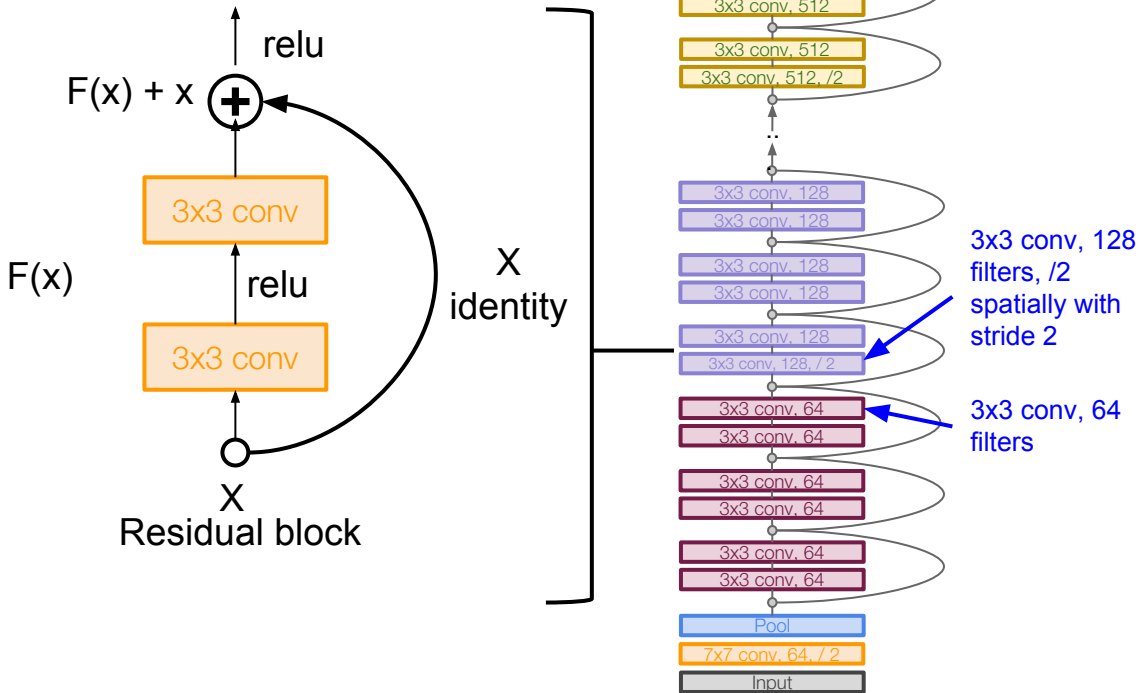 relu
F(x) + x
3x3 conv
F(x)
relu
3x3 conv
X
Residual block
X
identity
3x3 conv, 512
3x3 conv, 512
3x3 conv, 512, /2
..
.
3x3 conv, 128
3x3 conv, 128
3x3 conv, 128
3x3 conv, 128
3x3 conv, 128
3x3 conv, 128, / 2
3x3 conv, 64
3x3 conv, 64
3x3 conv, 64
3x3 conv, 64
3x3 conv, 64
3x3 conv, 64
Pool
7x7 conv, 64, / 2
Input
3x3 conv, 128
filters, /2
spatially with
stride 2
3x3 conv, 64
filters